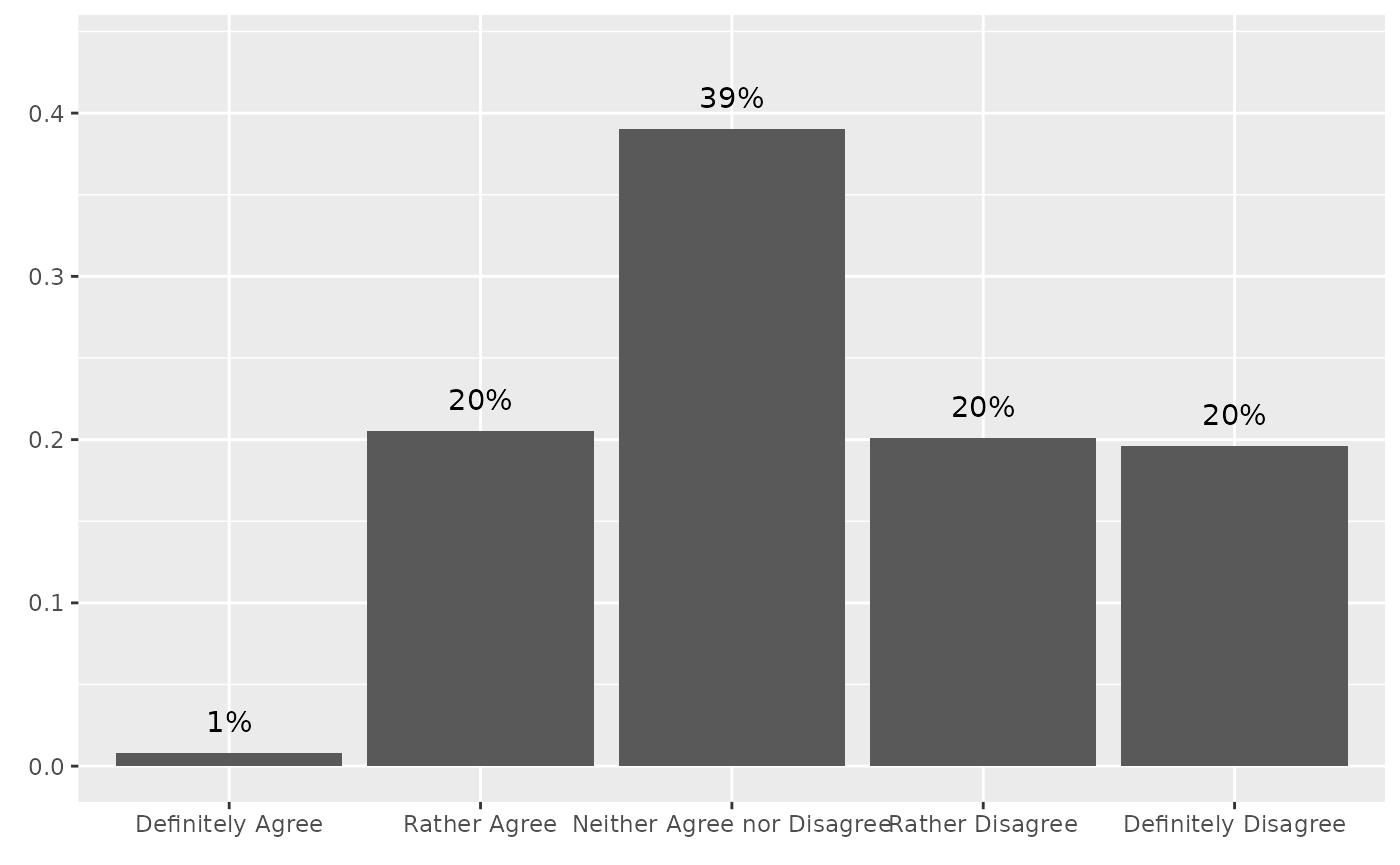 39%
0.4
0.3
20%
20%
20%
0.2
0.1
1%
0.0
Definitely Agree
Rather Agree
Neither Agree nor Disagree
Rather Disagree
Definitely Disagree